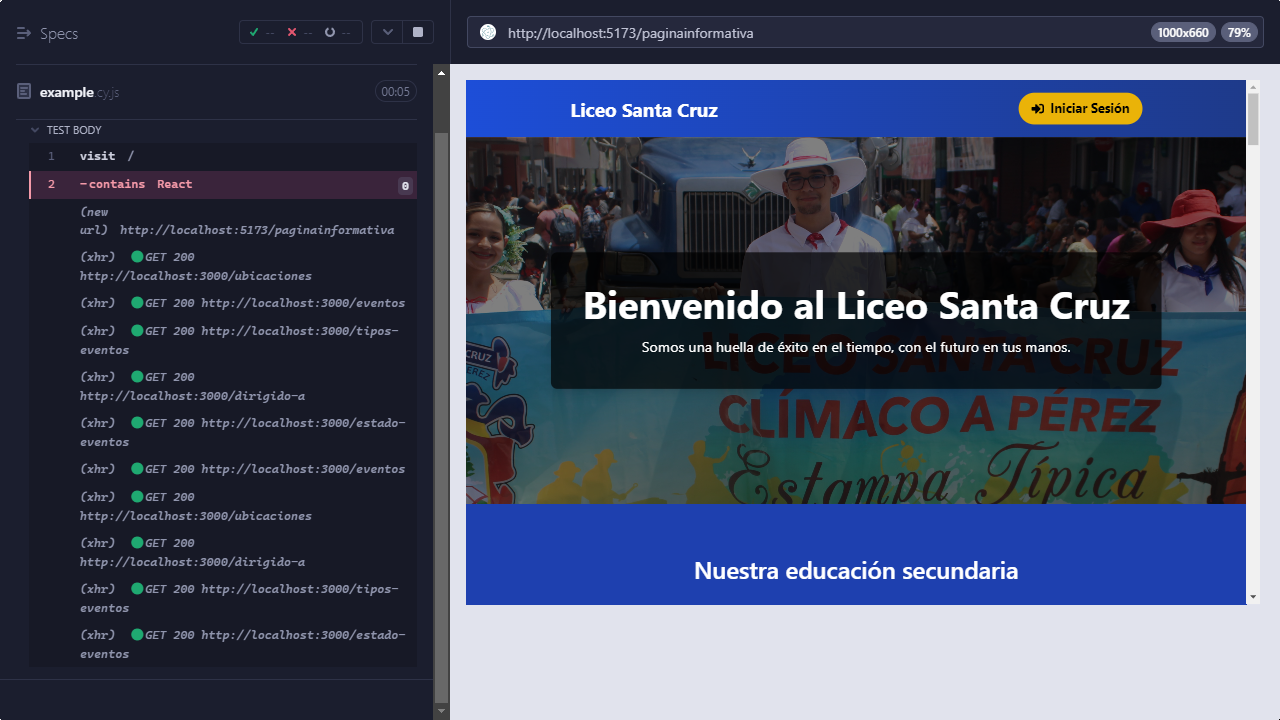 Specs
-- -- --
example.cy.js
00:05
TEST BODY
1 visit /
2 -contains React 0
(new
url) http://localhost:5173/paginainformativa
(xhr) GET 200
http://localhost:3000/ubicaciones
(xhr) GET 200 http://localhost:3000/eventos
(xhr) GET 200 http://localhost:3000/tipos-
eventos
(xhr) GET 200
http://localhost:3000/dirigido-a
(xhr) GET 200 http://localhost:3000/estado-
eventos
(xhr) GET 200 http://localhost:3000/eventos
(xhr) GET 200
http://localhost:3000/ubicaciones
(xhr) GET 200
http://localhost:3000/dirigido-a
(xhr) GET 200 http://localhost:3000/tipos-
eventos
(xhr) GET 200 http://localhost:3000/estado-
eventos
http://localhost:5173/paginainformativa
1000x660 79%
Liceo Santa Cruz
Iniciar Sesión
Bienvenido al Liceo Santa Cruz
Somos una huella de éxito en el tiempo, con el futuro en tus manos.
LICEO SANTA CRUZ
CRUZ
PÉREZ
CLÍMACO A PÉREZ
Estampa Típica
Nuestra educación secundaria